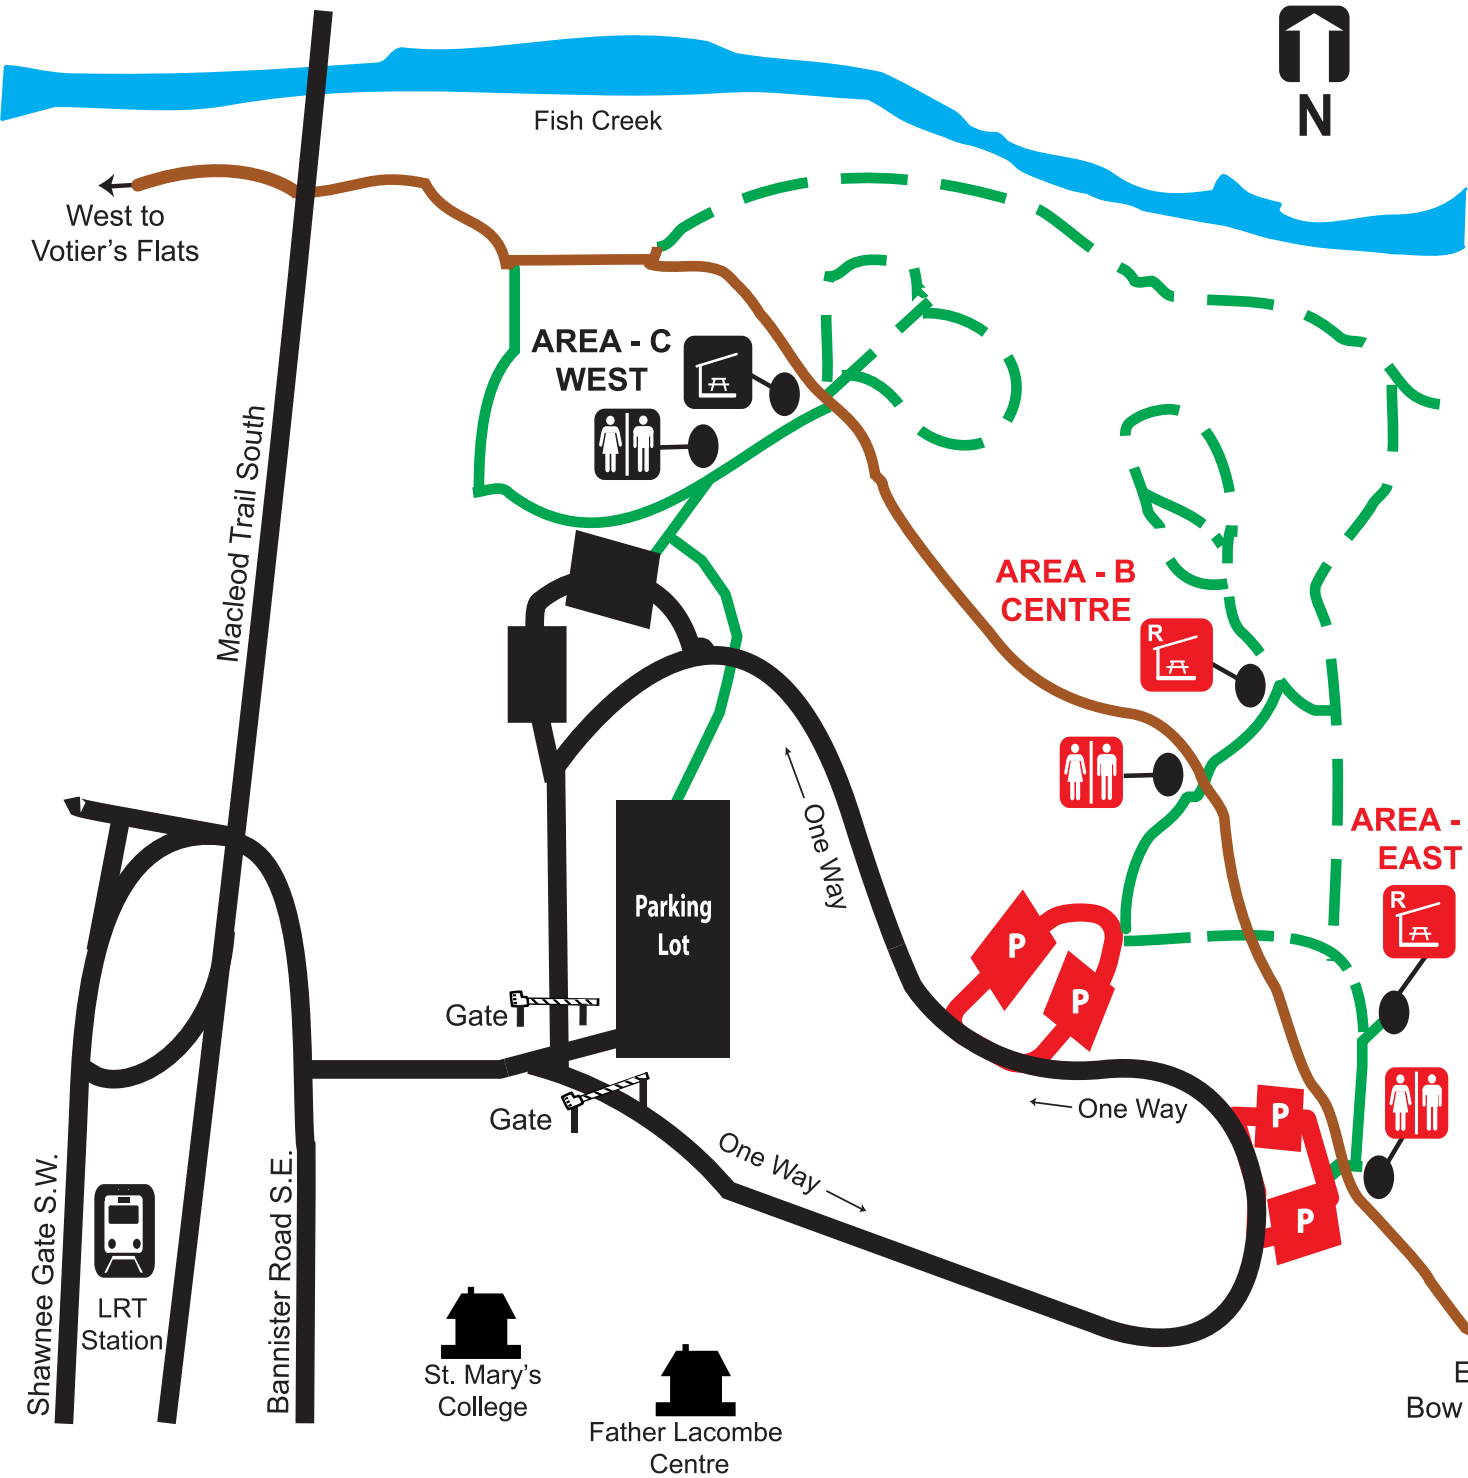 N
Fish Creek
West to
Votier's Flats
AREA - C
WEST
Macleod Trail South
AREA - B
CENTRE
R
AREA -
EAST
R
One Way
Parking
Lot
P
P
Gate
Gate
One Way
One Way
P
P
Shawnee Gate S.W.
LRT
Station
Bannister Road S.E.
St. Mary's
College
Father Lacombe
Centre
Bow